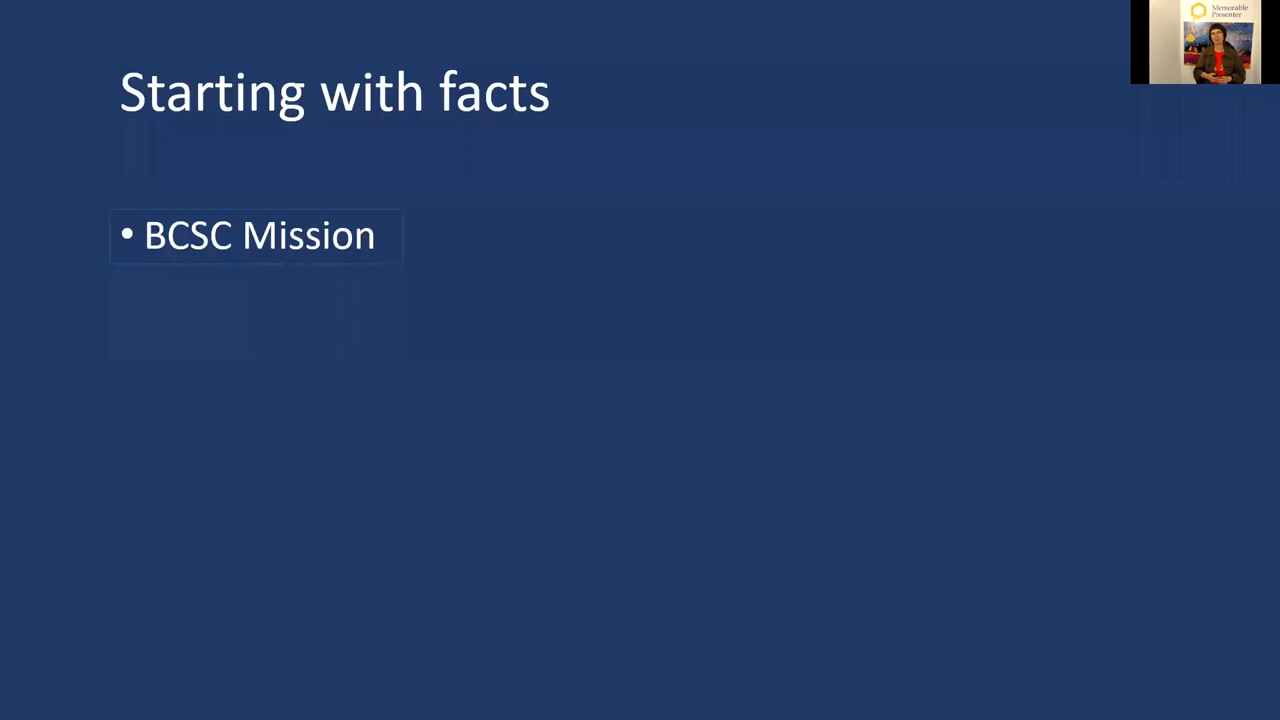 Starting with facts
• BCSC Mission
Memorable
Presenter